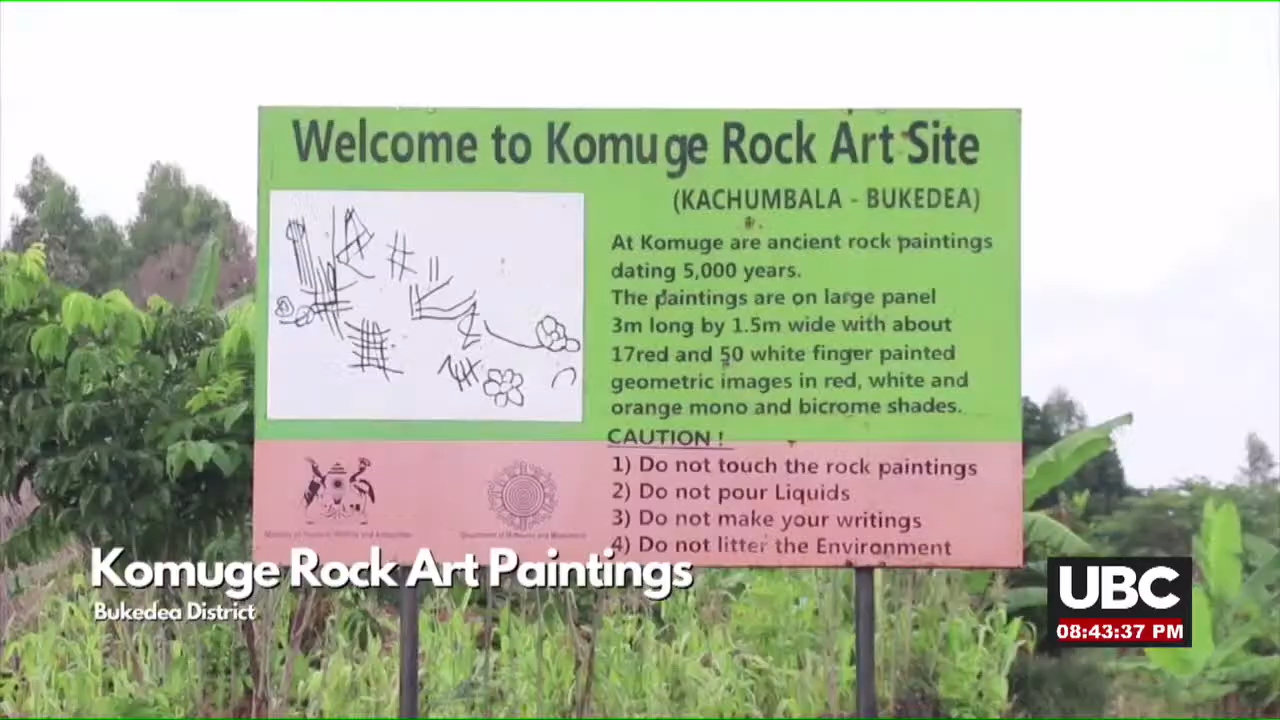 Welcome to Komuge Rock Art Site
(KACHUMBALA - BUKEDEA)
At Komuge are ancient rock paintings
dating 5,000 years.
The paintings are on large panel
3m long by 1.5m wide with about
17red and 50 white finger painted
geometric images in red, white and
orange mono and bicrome shades.
CAUTION !
1) Do not touch the rock paintings
2) Do not pour Liquids
3) Do not make your writings
4) Do not litter the Environment
Komuge Rock Art Paintings
Bukedea District
UBC
08:43:37 PM